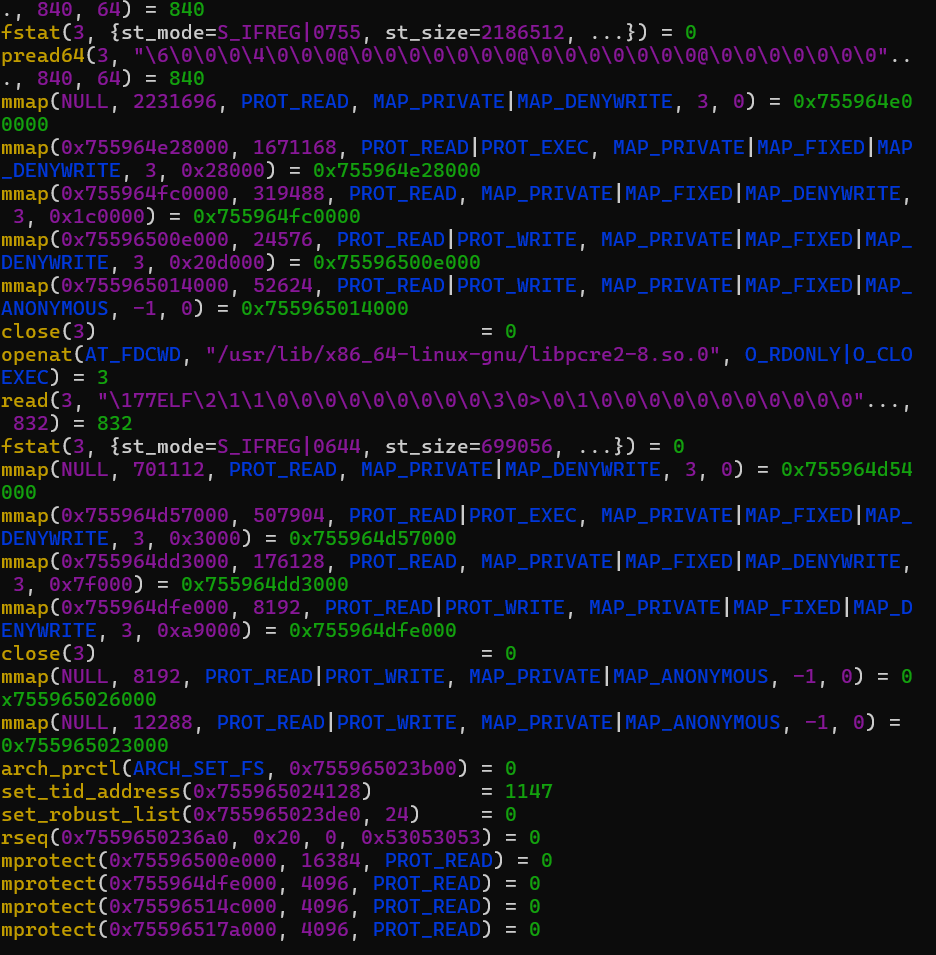 ., 840, 64) = 840
fstat(3, {st_mode=S_IFREG|0755, st_size=2186512, ...}) = 0
pread64(3, "\6\0\0\0\4\0\0\0@\0\0\0\0\0\0\0@\0\0\0\0\0\0\0@\0\0\0\0\0\0\0"..
., 840, 64) = 840
mmap(NULL, 2231696, PROT_READ, MAP_PRIVATE|MAP_DENYWRITE, 3, 0) = 0x755964e0
0000
mmap(0x755964e28000, 1671168, PROT_READ|PROT_EXEC, MAP_PRIVATE|MAP_FIXED|MAP
_DENYWRITE, 3, 0x28000) = 0x755964e28000
mmap(0x755964fc0000, 319488, PROT_READ, MAP_PRIVATE|MAP_FIXED|MAP_DENYWRITE,
 3, 0x1c0000) = 0x755964fc0000
mmap(0x75596500e000, 24576, PROT_READ|PROT_WRITE, MAP_PRIVATE|MAP_FIXED|MAP_
DENYWRITE, 3, 0x20d000) = 0x75596500e000
mmap(0x755965014000, 52624, PROT_READ|PROT_WRITE, MAP_PRIVATE|MAP_FIXED|MAP_
ANONYMOUS, -1, 0) = 0x755965014000
close(3)                                = 0
openat(AT_FDCWD, "/usr/lib/x86_64-linux-gnu/libpcre2-8.so.0", O_RDONLY|O_CLO
EXEC) = 3
read(3, "\177ELF\2\1\1\0\0\0\0\0\0\0\0\0\3\0>\0\1\0\0\0\0\0\0\0\0\0\0\0"...,
 832) = 832
fstat(3, {st_mode=S_IFREG|0644, st_size=699056, ...}) = 0
mmap(NULL, 701112, PROT_READ, MAP_PRIVATE|MAP_DENYWRITE, 3, 0) = 0x755964d54
000
mmap(0x755964d57000, 507904, PROT_READ|PROT_EXEC, MAP_PRIVATE|MAP_FIXED|MAP_
DENYWRITE, 3, 0x3000) = 0x755964d57000
mmap(0x755964dd3000, 176128, PROT_READ, MAP_PRIVATE|MAP_FIXED|MAP_DENYWRITE,
 3, 0x7f000) = 0x755964dd3000
mmap(0x755964dfe000, 8192, PROT_READ|PROT_WRITE, MAP_PRIVATE|MAP_FIXED|MAP_D
ENYWRITE, 3, 0xa9000) = 0x755964dfe000
close(3)                                = 0
mmap(NULL, 8192, PROT_READ|PROT_WRITE, MAP_PRIVATE|MAP_ANONYMOUS, -1, 0) = 0
x755965026000
mmap(NULL, 12288, PROT_READ|PROT_WRITE, MAP_PRIVATE|MAP_ANONYMOUS, -1, 0) =
0x755965023000
arch_prctl(ARCH_SET_FS, 0x755965023b00) = 0
set_tid_address(0x755965024128)         = 1147
set_robust_list(0x755965023de0, 24)     = 0
rseq(0x7559650236a0, 0x20, 0, 0x53053053) = 0
mprotect(0x75596500e000, 16384, PROT_READ) = 0
mprotect(0x755964dfe000, 4096, PROT_READ) = 0
mprotect(0x75596514c000, 4096, PROT_READ) = 0
mprotect(0x75596517a000, 4096, PROT_READ) = 0